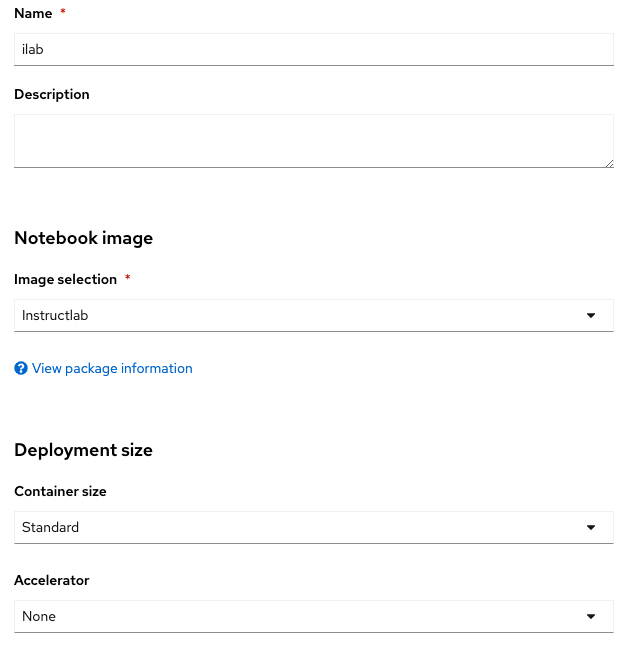 Name *
ilab
Description
Notebook image
Image selection *
Instructlab
View package information
Deployment size
Container size
Standard
Accelerator
None